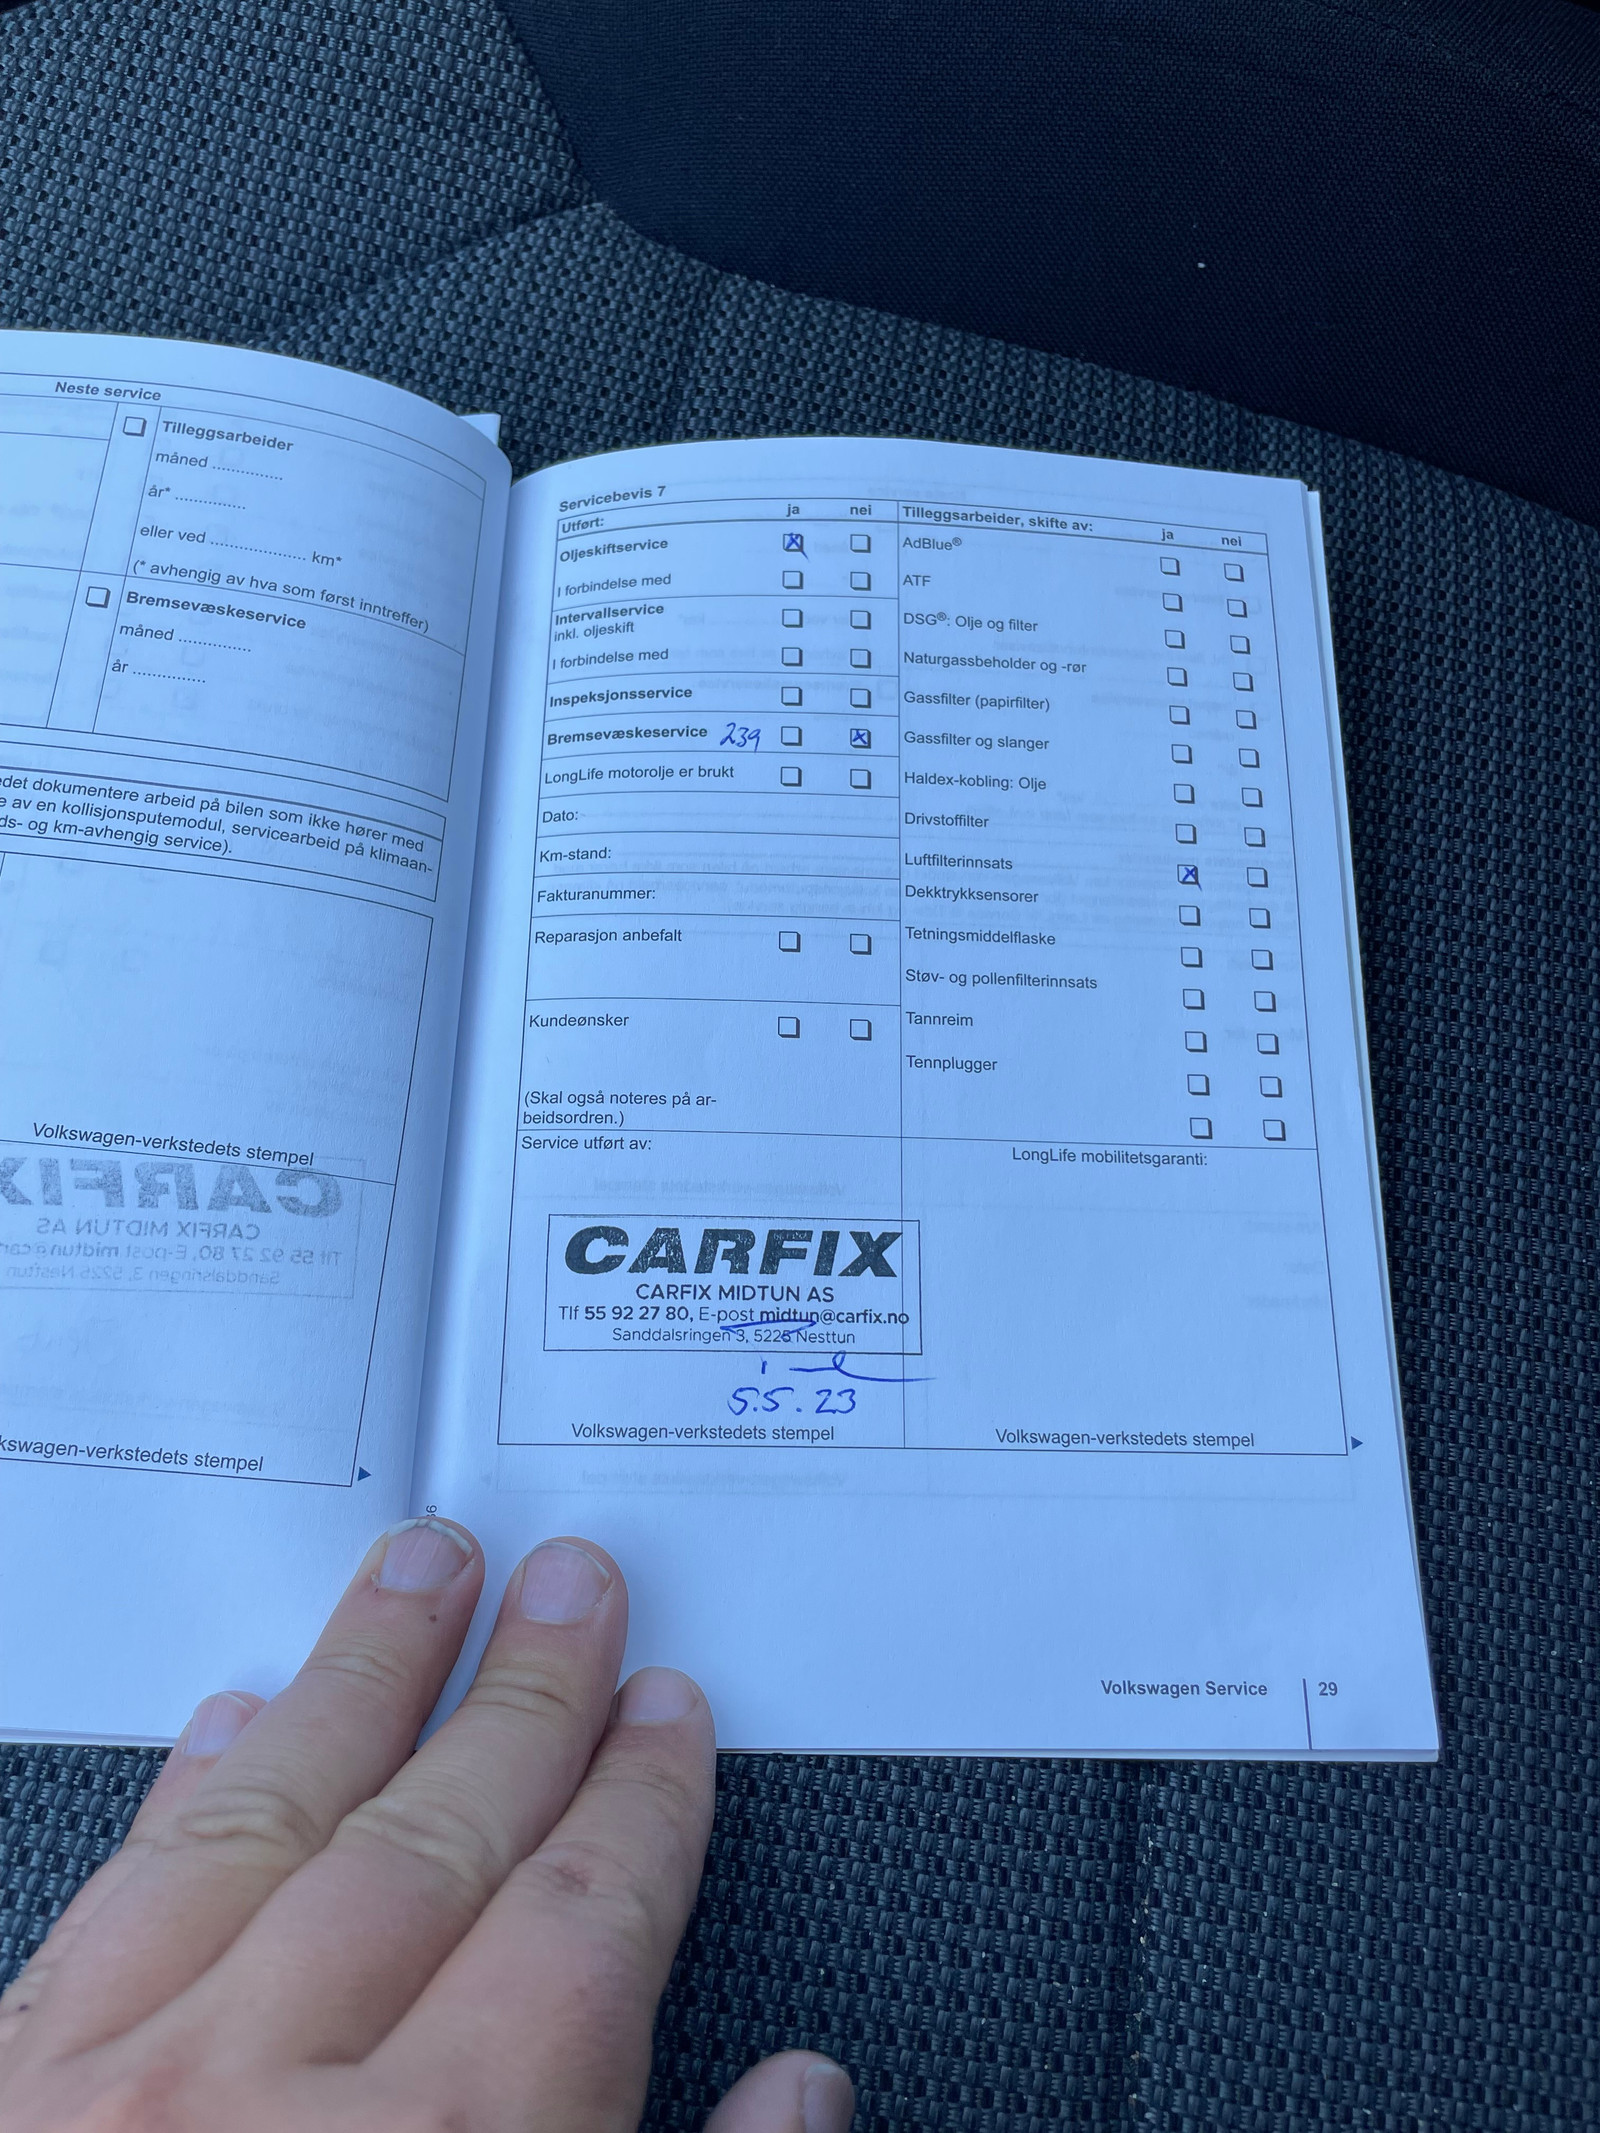 Neste service
Tilleggsarbeider
måned .............
år* .............
eller ved .................. km*
(* avhengig av hva som først inntreffer)
Bremsevæskeservice
måned .............
år .............
edet dokumentere arbeid på bilen som ikke hører med
e av en kollisjonsputemodul, servicearbeid på klimaan-
ds- og km-avhengig service).
Volkswagen-verkstedets stempel
CARFIX
CARFIX MIDTUN AS
Tlf 55 92 27 80, E-post midtun@car
Sanddalsringen 3, 5225 Nesttun
kswagen-verkstedets stempel
Servicebevis 7
Utført: ja nei
Oljeskiftservice
I forbindelse med
Intervallservice
inkl. oljeskift
I forbindelse med
Inspeksjonsservice
Bremsevæskeservice 239
LongLife motorolje er brukt
Dato:
Km-stand:
Fakturanummer:
Reparasjon anbefalt
Kundeønsker
(Skal også noteres på ar-
beidsordren.)
Tilleggsarbeider, skifte av: ja nei
AdBlue®
ATF
DSG®: Olje og filter
Naturgassbeholder og -rør
Gassfilter (papirfilter)
Gassfilter og slanger
Haldex-kobling: Olje
Drivstoffilter
Luftfilterinnsats
Dekktrykksensorer
Tetningsmiddelflaske
Støv- og pollenfilterinnsats
Tannreim
Tennplugger
Service utført av:
CARFIX
CARFIX MIDTUN AS
Tlf 55 92 27 80, E-post midtun@carfix.no
Sanddalsringen 3, 5225 Nesttun
5.5.23
Volkswagen-verkstedets stempel
LongLife mobilitetsgaranti:
Volkswagen-verkstedets stempel
Volkswagen Service 29